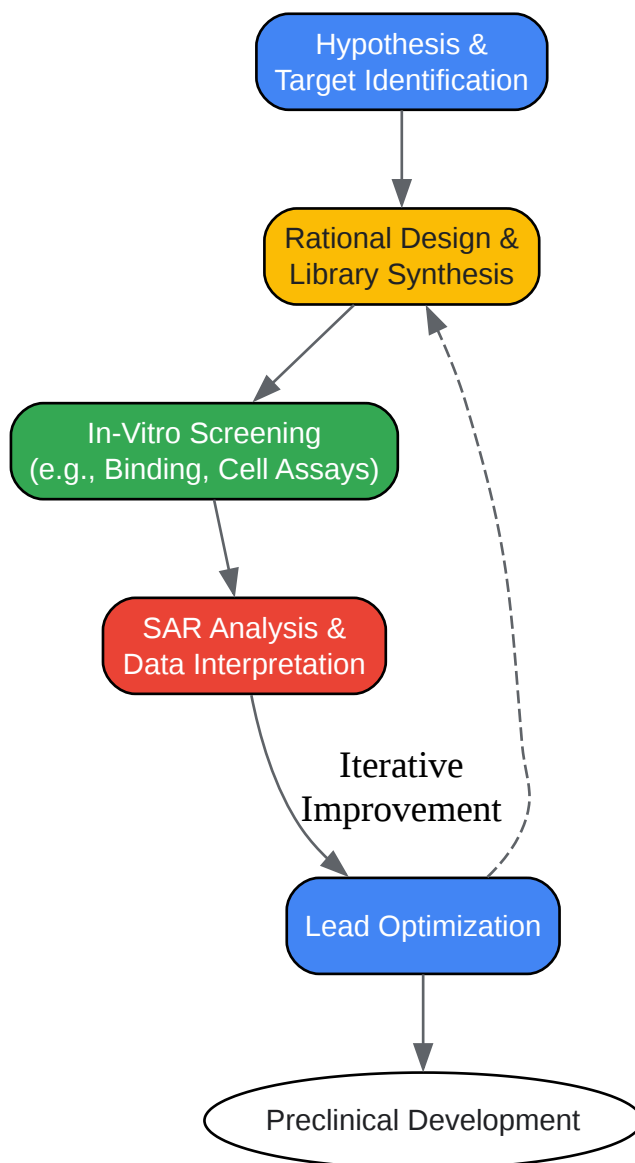 Hypothesis &
Target Identification
Rational Design &
Library Synthesis
In-Vitro Screening
(e.g., Binding, Cell Assays)
SAR Analysis &
Data Interpretation
Iterative
Improvement
Lead Optimization
Preclinical Development